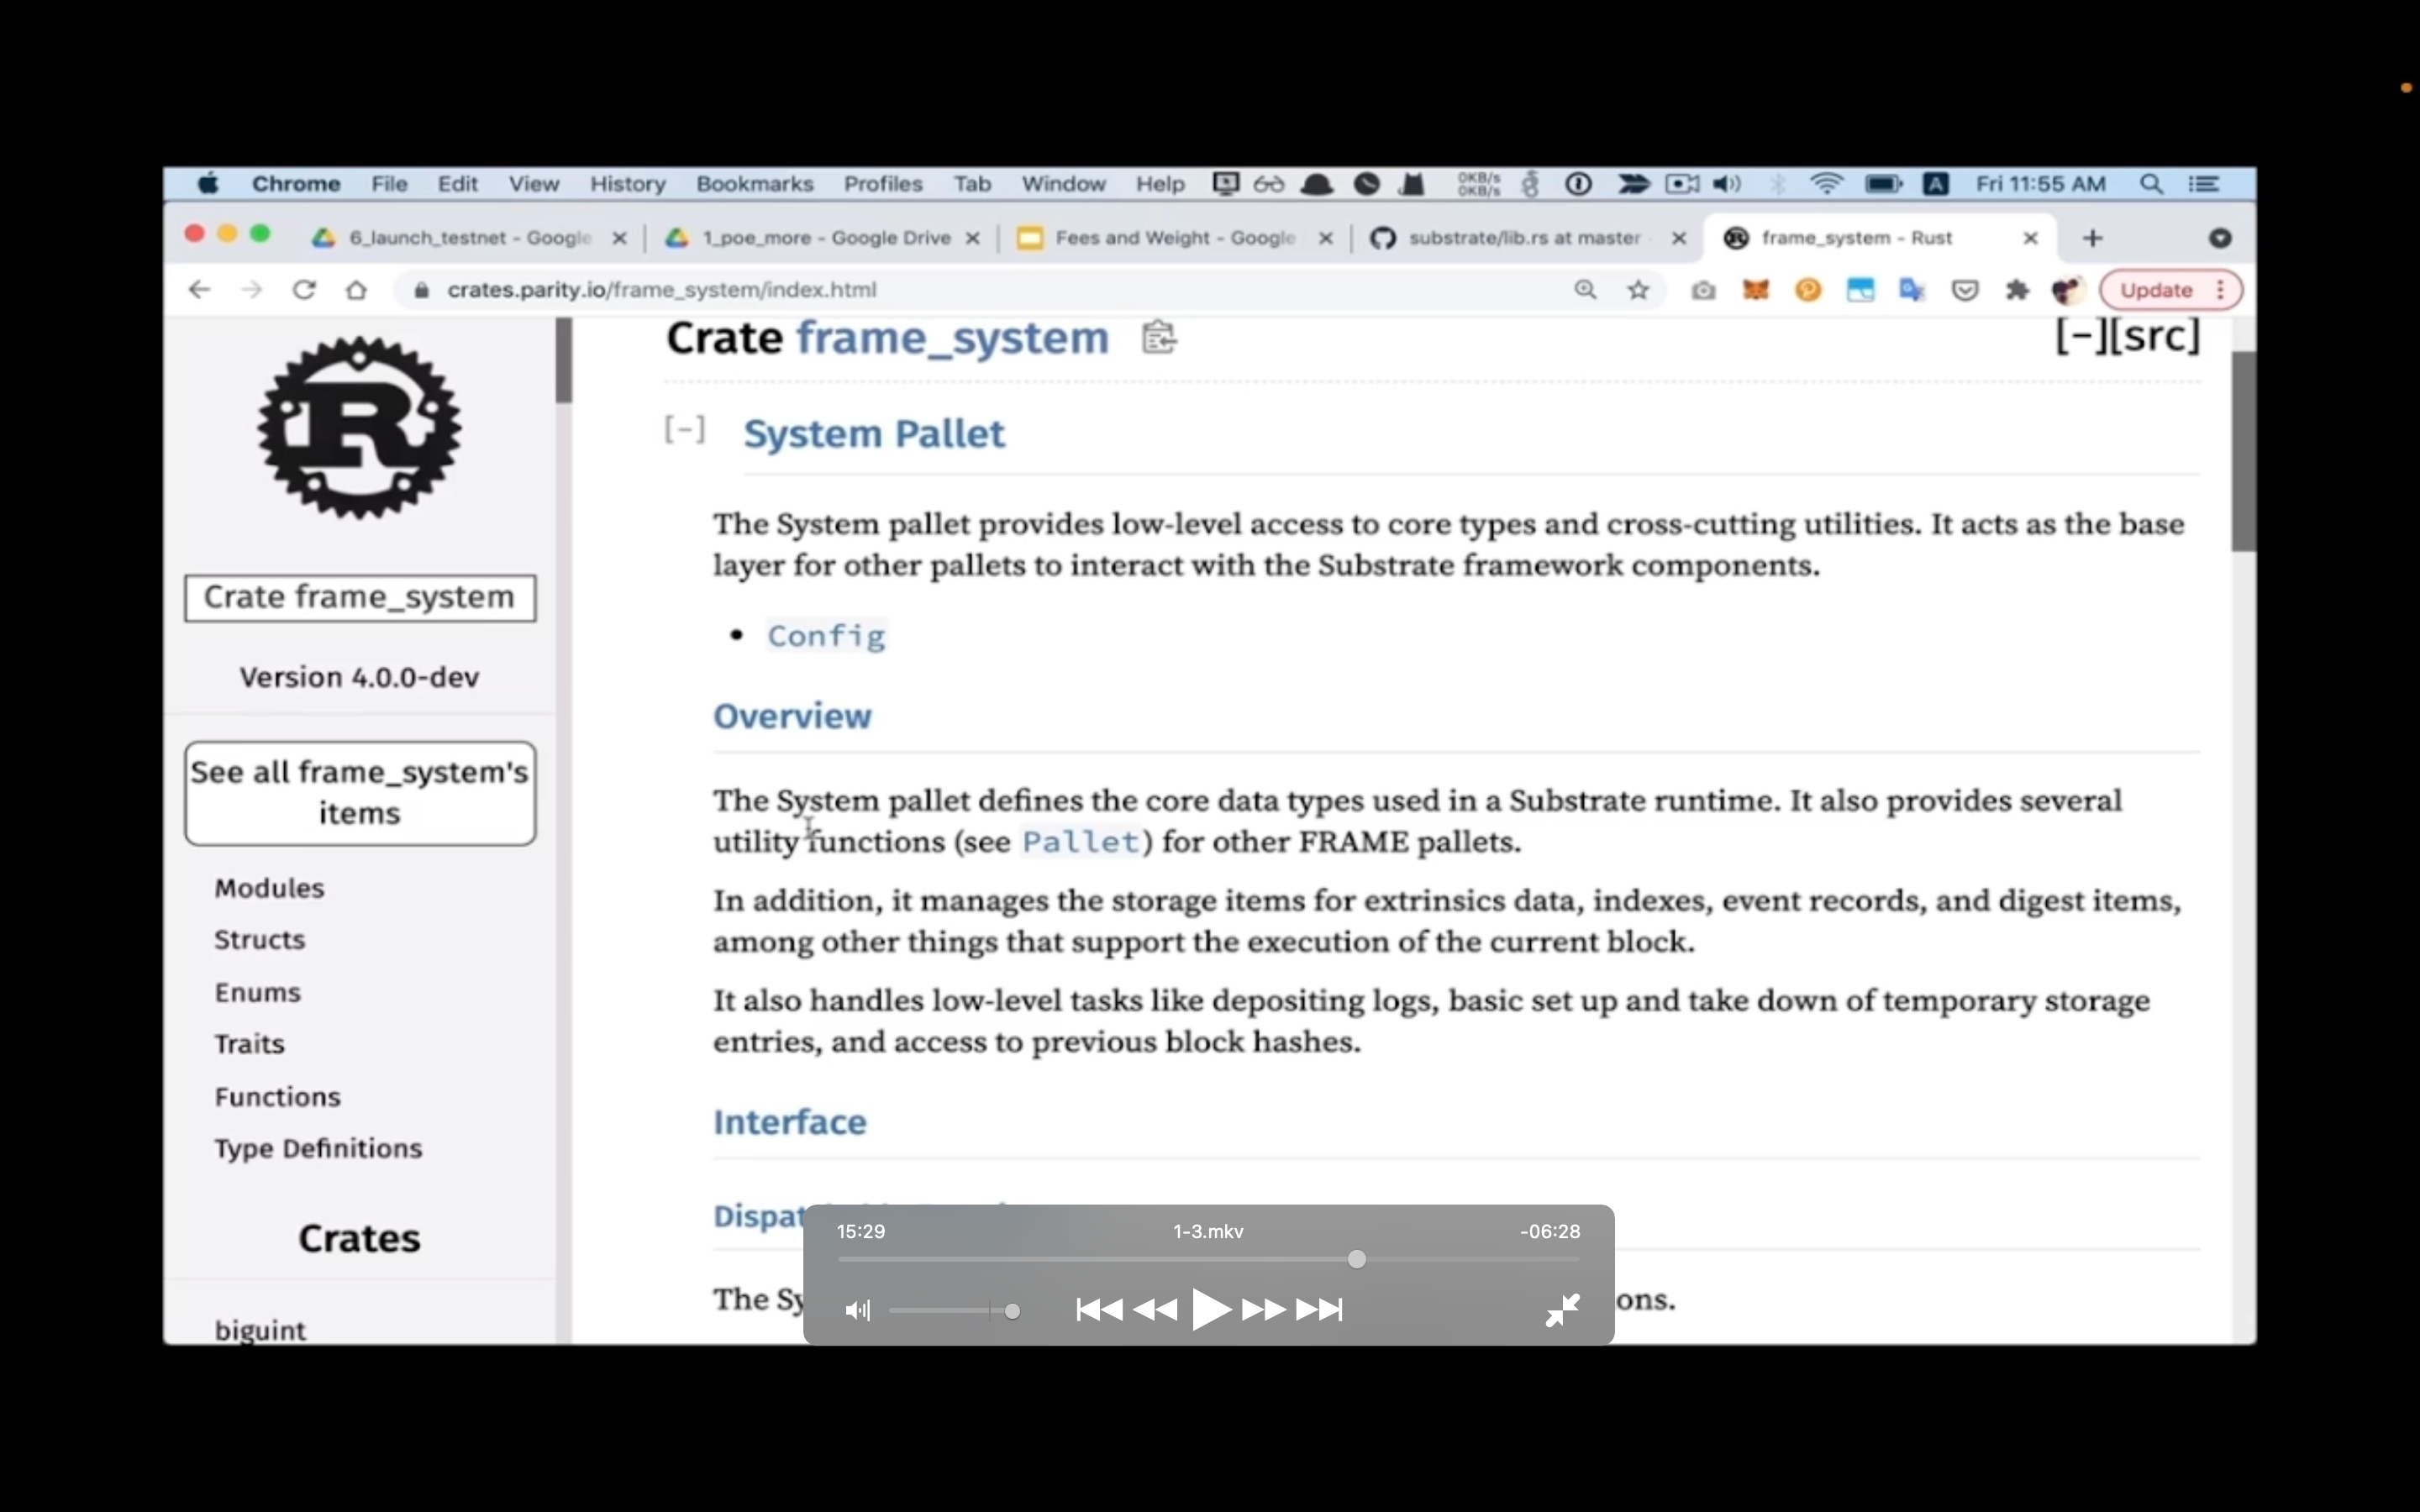 Chrome File Edit View History Bookmarks Profiles Tab Window Help 0KB/s 0KB/s A Fri 11:55 AM
6_launch_testnet - Google 1_poe_more - Google Drive Fees and Weight - Google substrate/lib.rs at master frame_system - Rust
crates.parity.io/frame_system/index.html Update
R
Crate frame_system
Version 4.0.0-dev
See all frame_system's
items
Modules
Structs
Enums
Traits
Functions
Type Definitions
Crates
biguint
Crate frame_system [-][src]
[-] System Pallet
The System pallet provides low-level access to core types and cross-cutting utilities. It acts as the base
layer for other pallets to interact with the Substrate framework components.
• Config
Overview
The System pallet defines the core data types used in a Substrate runtime. It also provides several
utility functions (see Pallet) for other FRAME pallets.
In addition, it manages the storage items for extrinsics data, indexes, event records, and digest items,
among other things that support the execution of the current block.
It also handles low-level tasks like depositing logs, basic set up and take down of temporary storage
entries, and access to previous block hashes.
Interface
Dispat
The Sy ons.
15:29 1-3.mkv -06:28